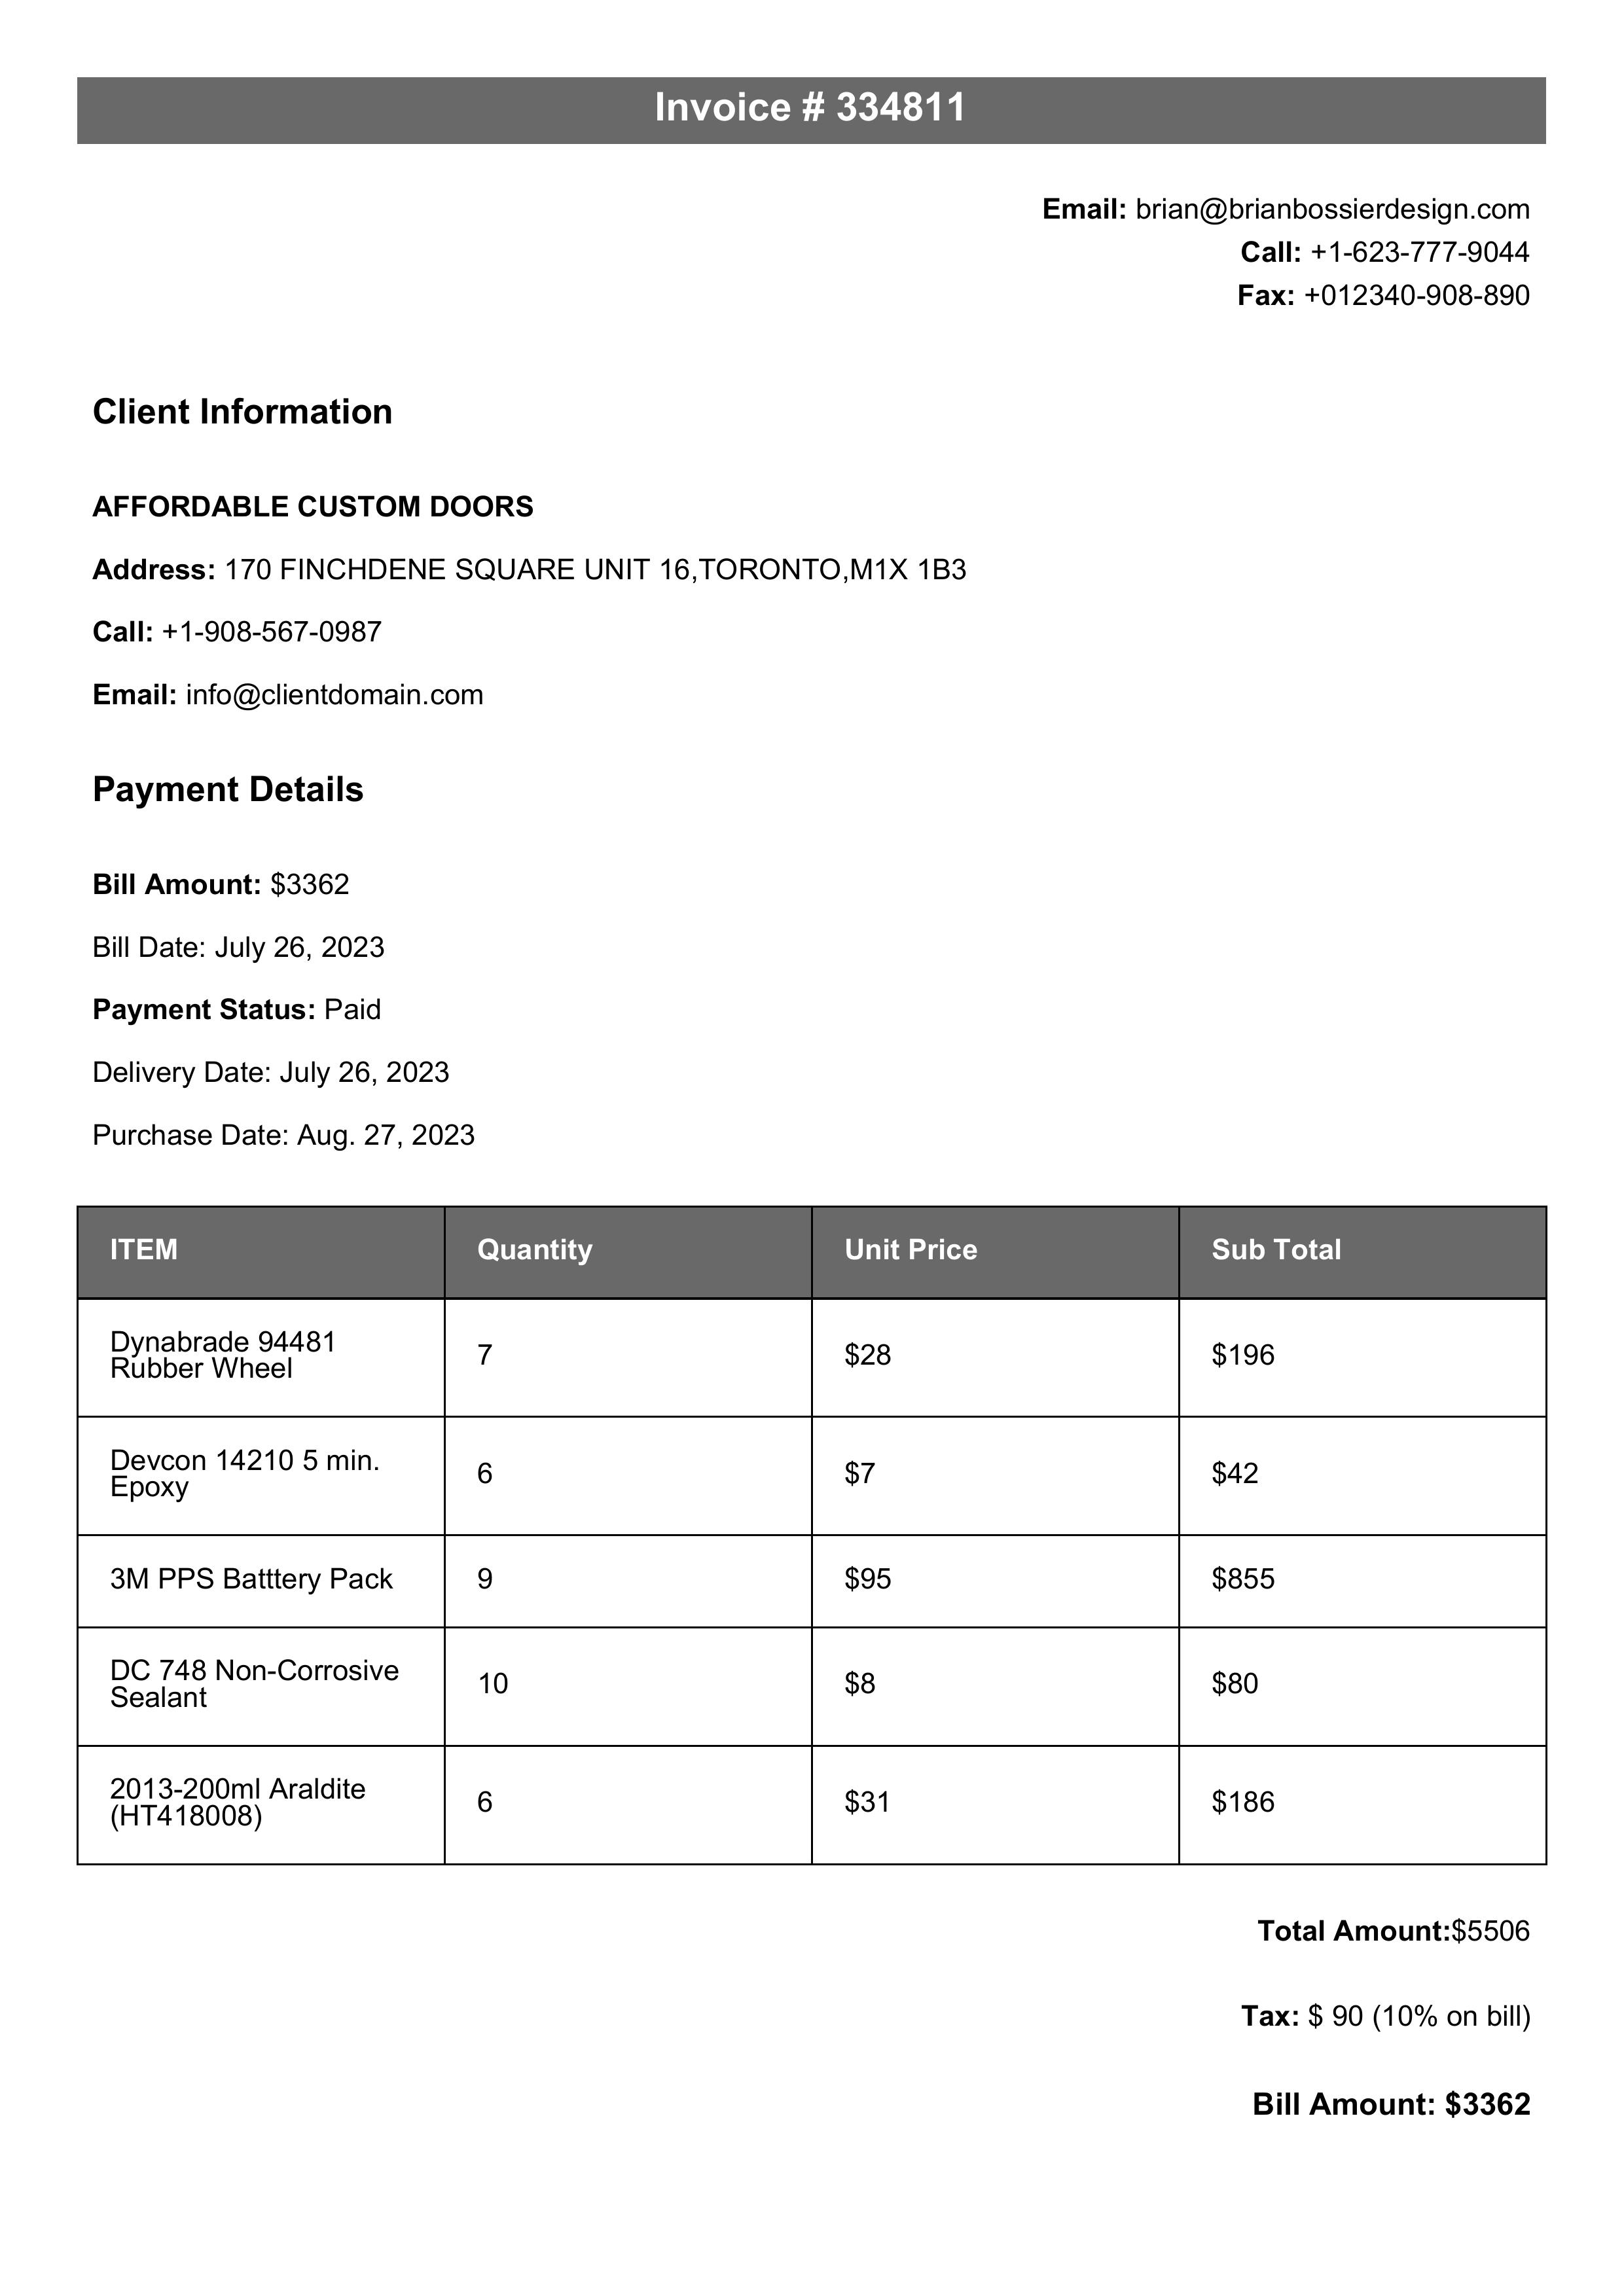 Invoice # 334811
Email: brian@brianbossierdesign.com
Call: +1-623-777-9044
Fax: +012340-908-890
Client Information
AFFORDABLE CUSTOM DOORS
Address: 170 FINCHDENE SQUARE UNIT 16,TORONTO,M1X 1B3
Call: +1-908-567-0987
Email: info@clientdomain.com
Payment Details
Bill Amount: $3362
Bill Date: July 26, 2023
Payment Status: Paid
Delivery Date: July 26, 2023
Purchase Date: Aug. 27, 2023
ITEM Quantity Unit Price Sub Total
Dynabrade 94481
Rubber Wheel
7 $28 $196
Devcon 14210 5 min.
Epoxy
6 $7 $42
3M PPS Batttery Pack 9 $95 $855
DC 748 Non-Corrosive
Sealant
10 $8 $80
2013-200ml Araldite
(HT418008)
6 $31 $186
Total Amount:$5506
Tax: $ 90 (10% on bill)
Bill Amount: $3362